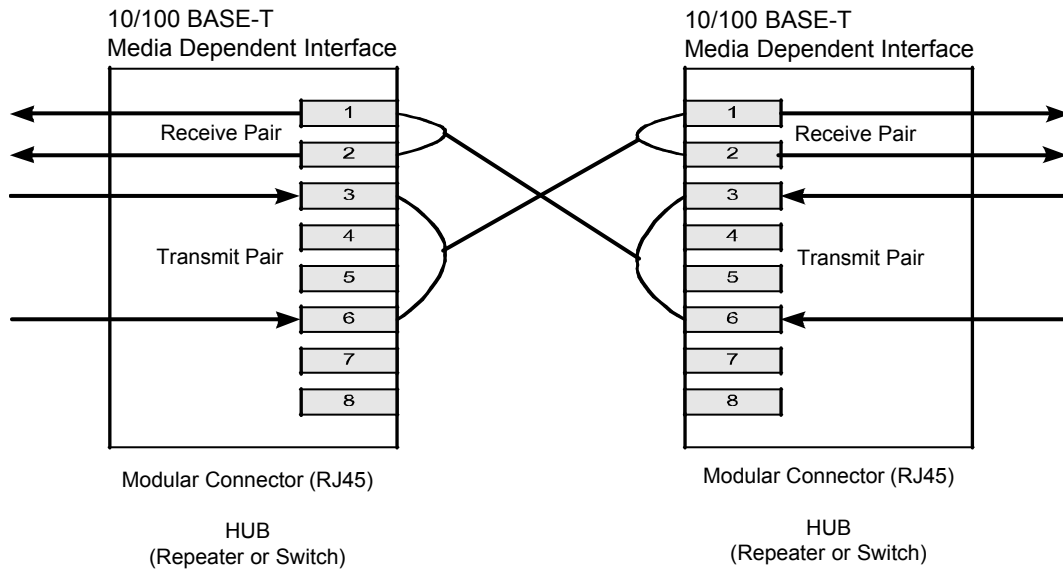 10/100 BASE-T
Media Dependent Interface
1
Receive Pair
2
3
4
Transmit Pair
5
6
7
8
Modular Connector (RJ45)
HUB
(Repeater or Switch)
10/100 BASE-T
Media Dependent Interface
1
Receive Pair
2
3
4
Transmit Pair
5
6
7
8
Modular Connector (RJ45)
HUB
(Repeater or Switch)